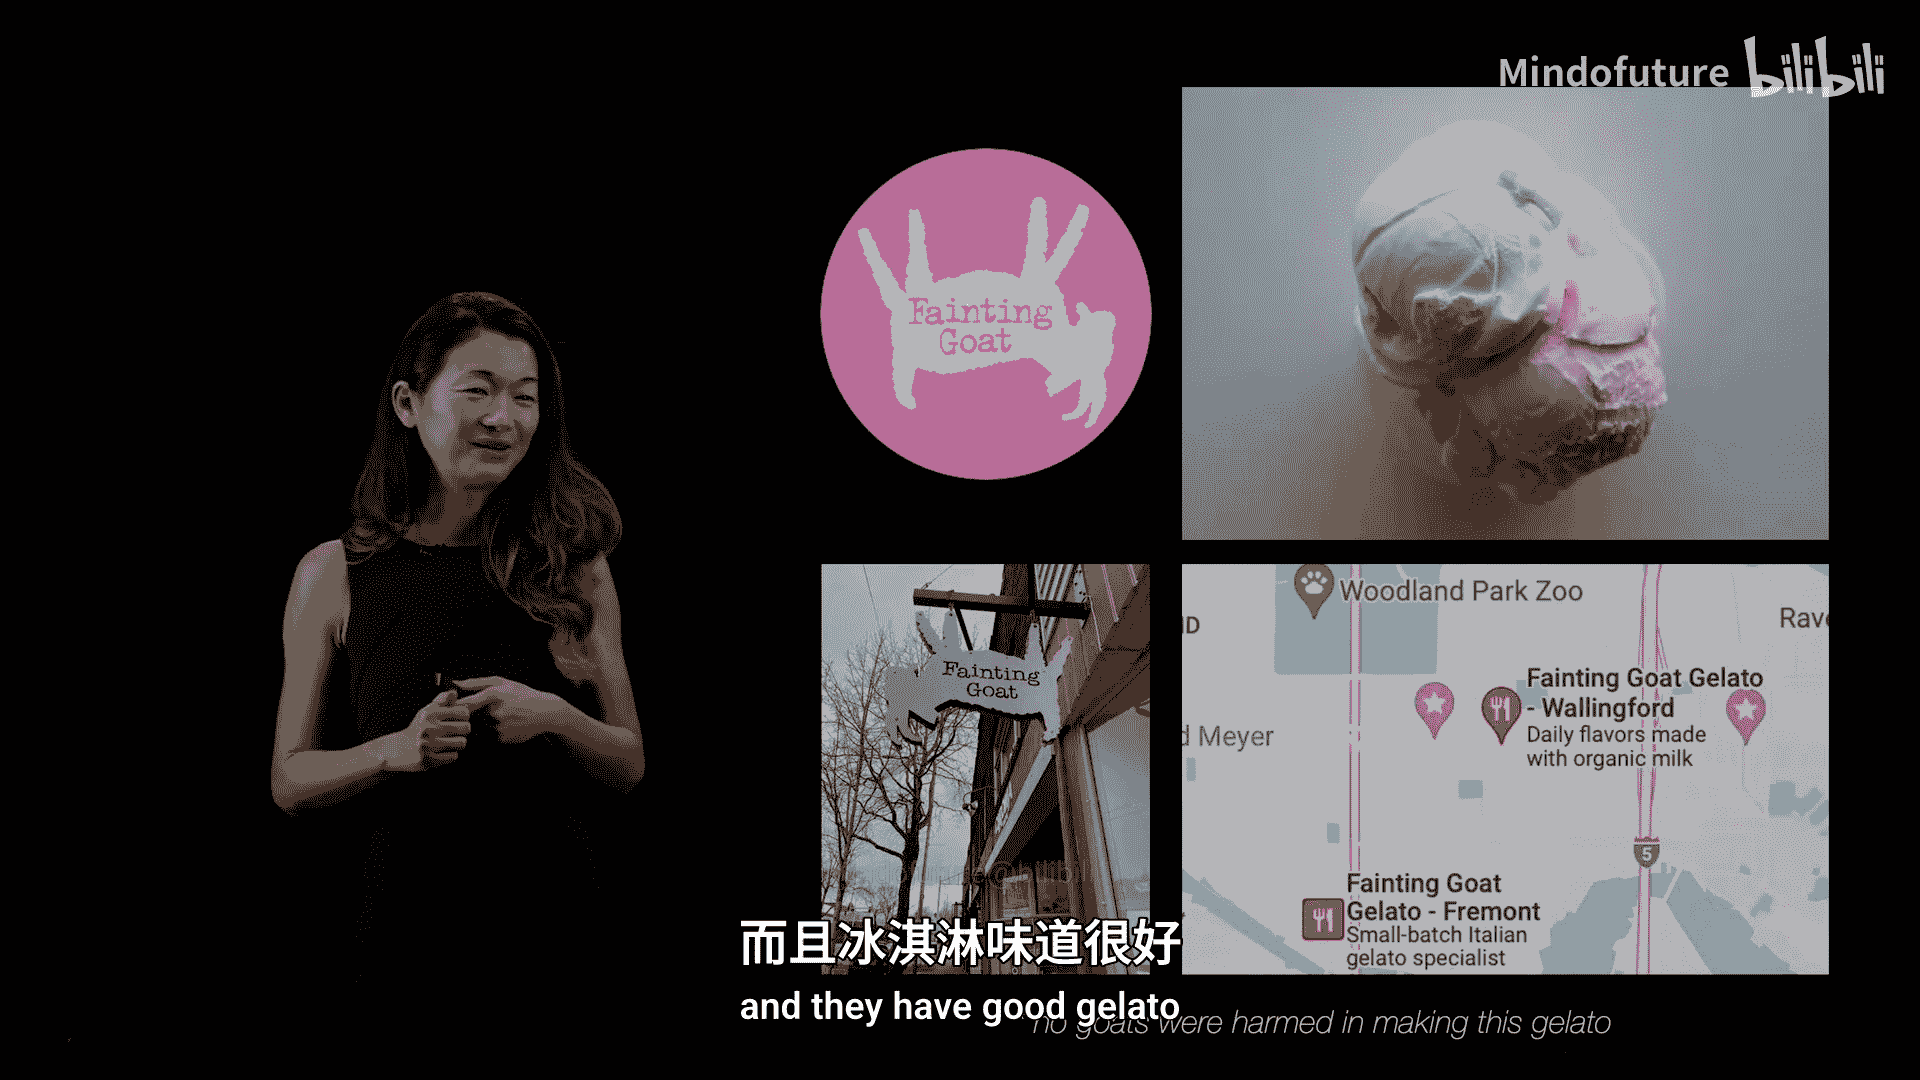 Mindofuture bilibili
Fainting
Goat
Fainting
Goat
Woodland Park Zoo
Fainting Goat Gelato
- Wallingford
Daily flavors made
with organic milk
d Meyer
5
Fainting Goat
Gelato - Fremont
Small-batch Italian
gelato specialist
而且冰淇淋味道很好
and they have good gelato
no goats were harmed in making this gelato